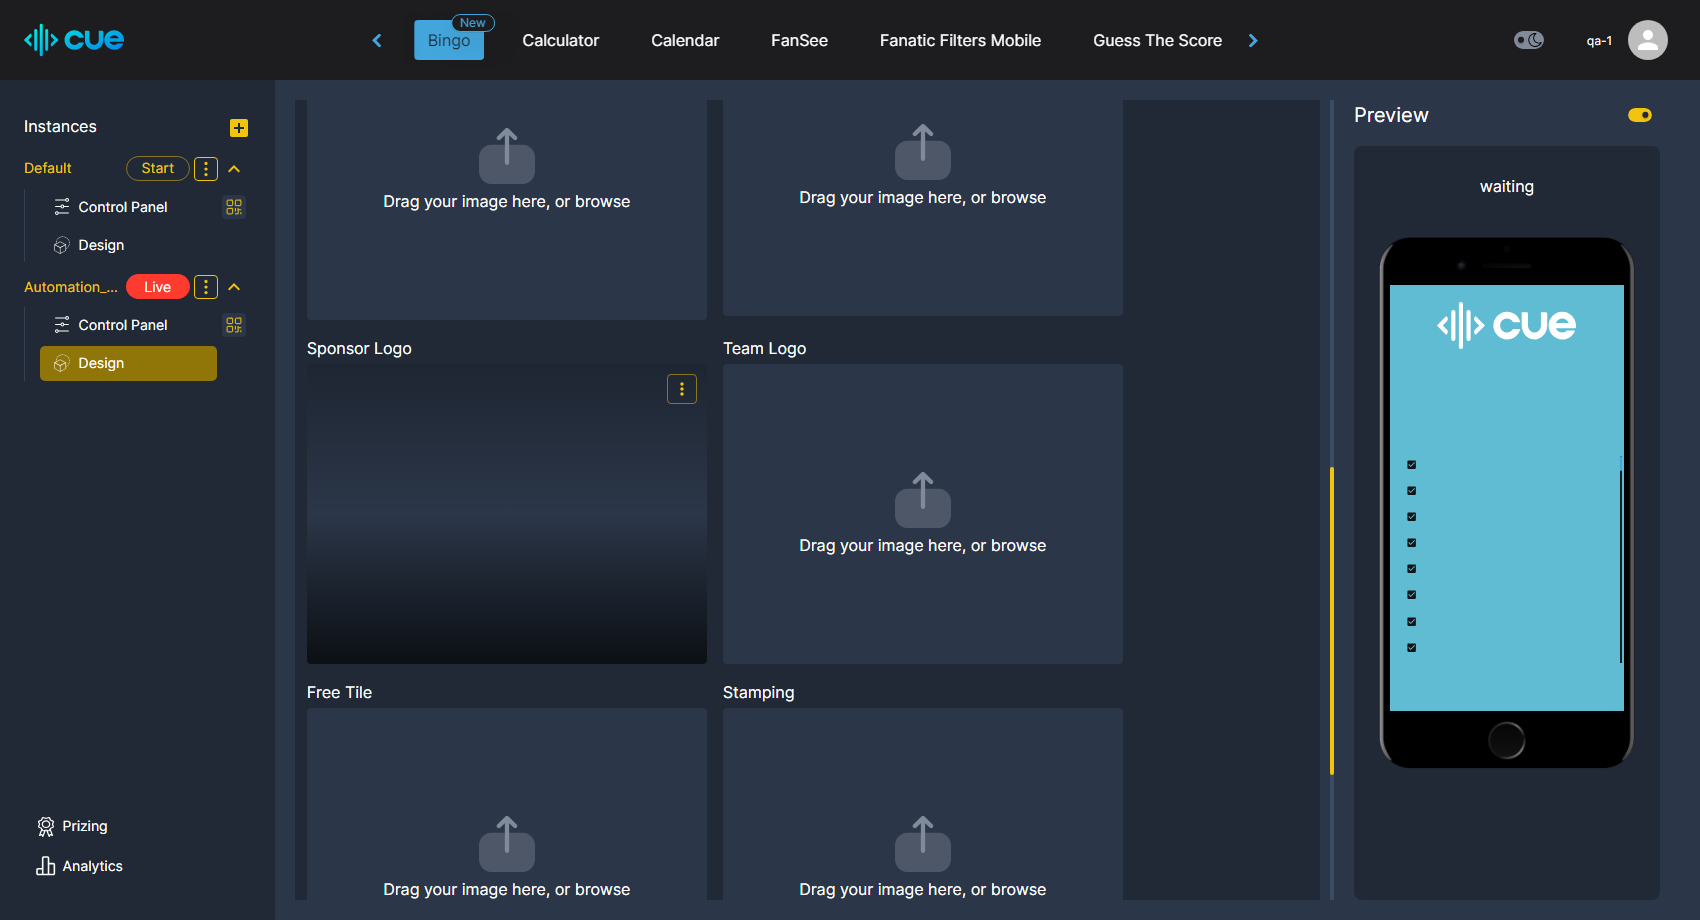 cue
New
Bingo
Calculator
Calendar
FanSee
Fanatic Filters Mobile
Guess The Score
qa-1
Instances
Default
Start
Control Panel
Design
Automation_...
Live
Control Panel
Design
Prizing
Analytics
Drag your image here, or browse
Drag your image here, or browse
Sponsor Logo
Team Logo
Drag your image here, or browse
Free Tile
Stamping
Drag your image here, or browse
Drag your image here, or browse
Preview
waiting
cue